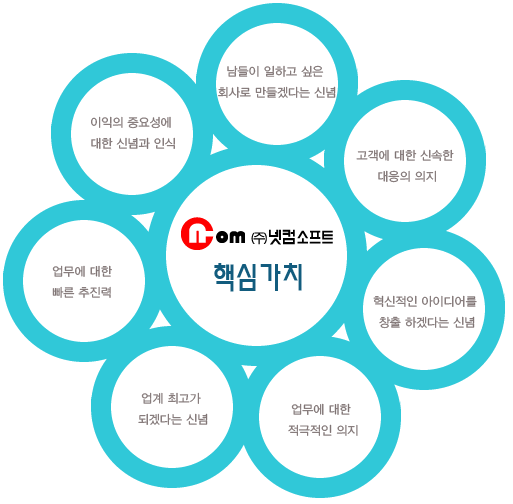 남들이 일하고 싶은
회사로 만들겠다는 신념
이익의 중요성에
대한 신념과 인식
고객에 대한 신속한
대응의 의지
ncom (주)넷컴소프트
핵심가치
업무에 대한
빠른 추진력
혁신적인 아이디어를
창출 하겠다는 신념
업계 최고가
되겠다는 신념
업무에 대한
적극적인 의지